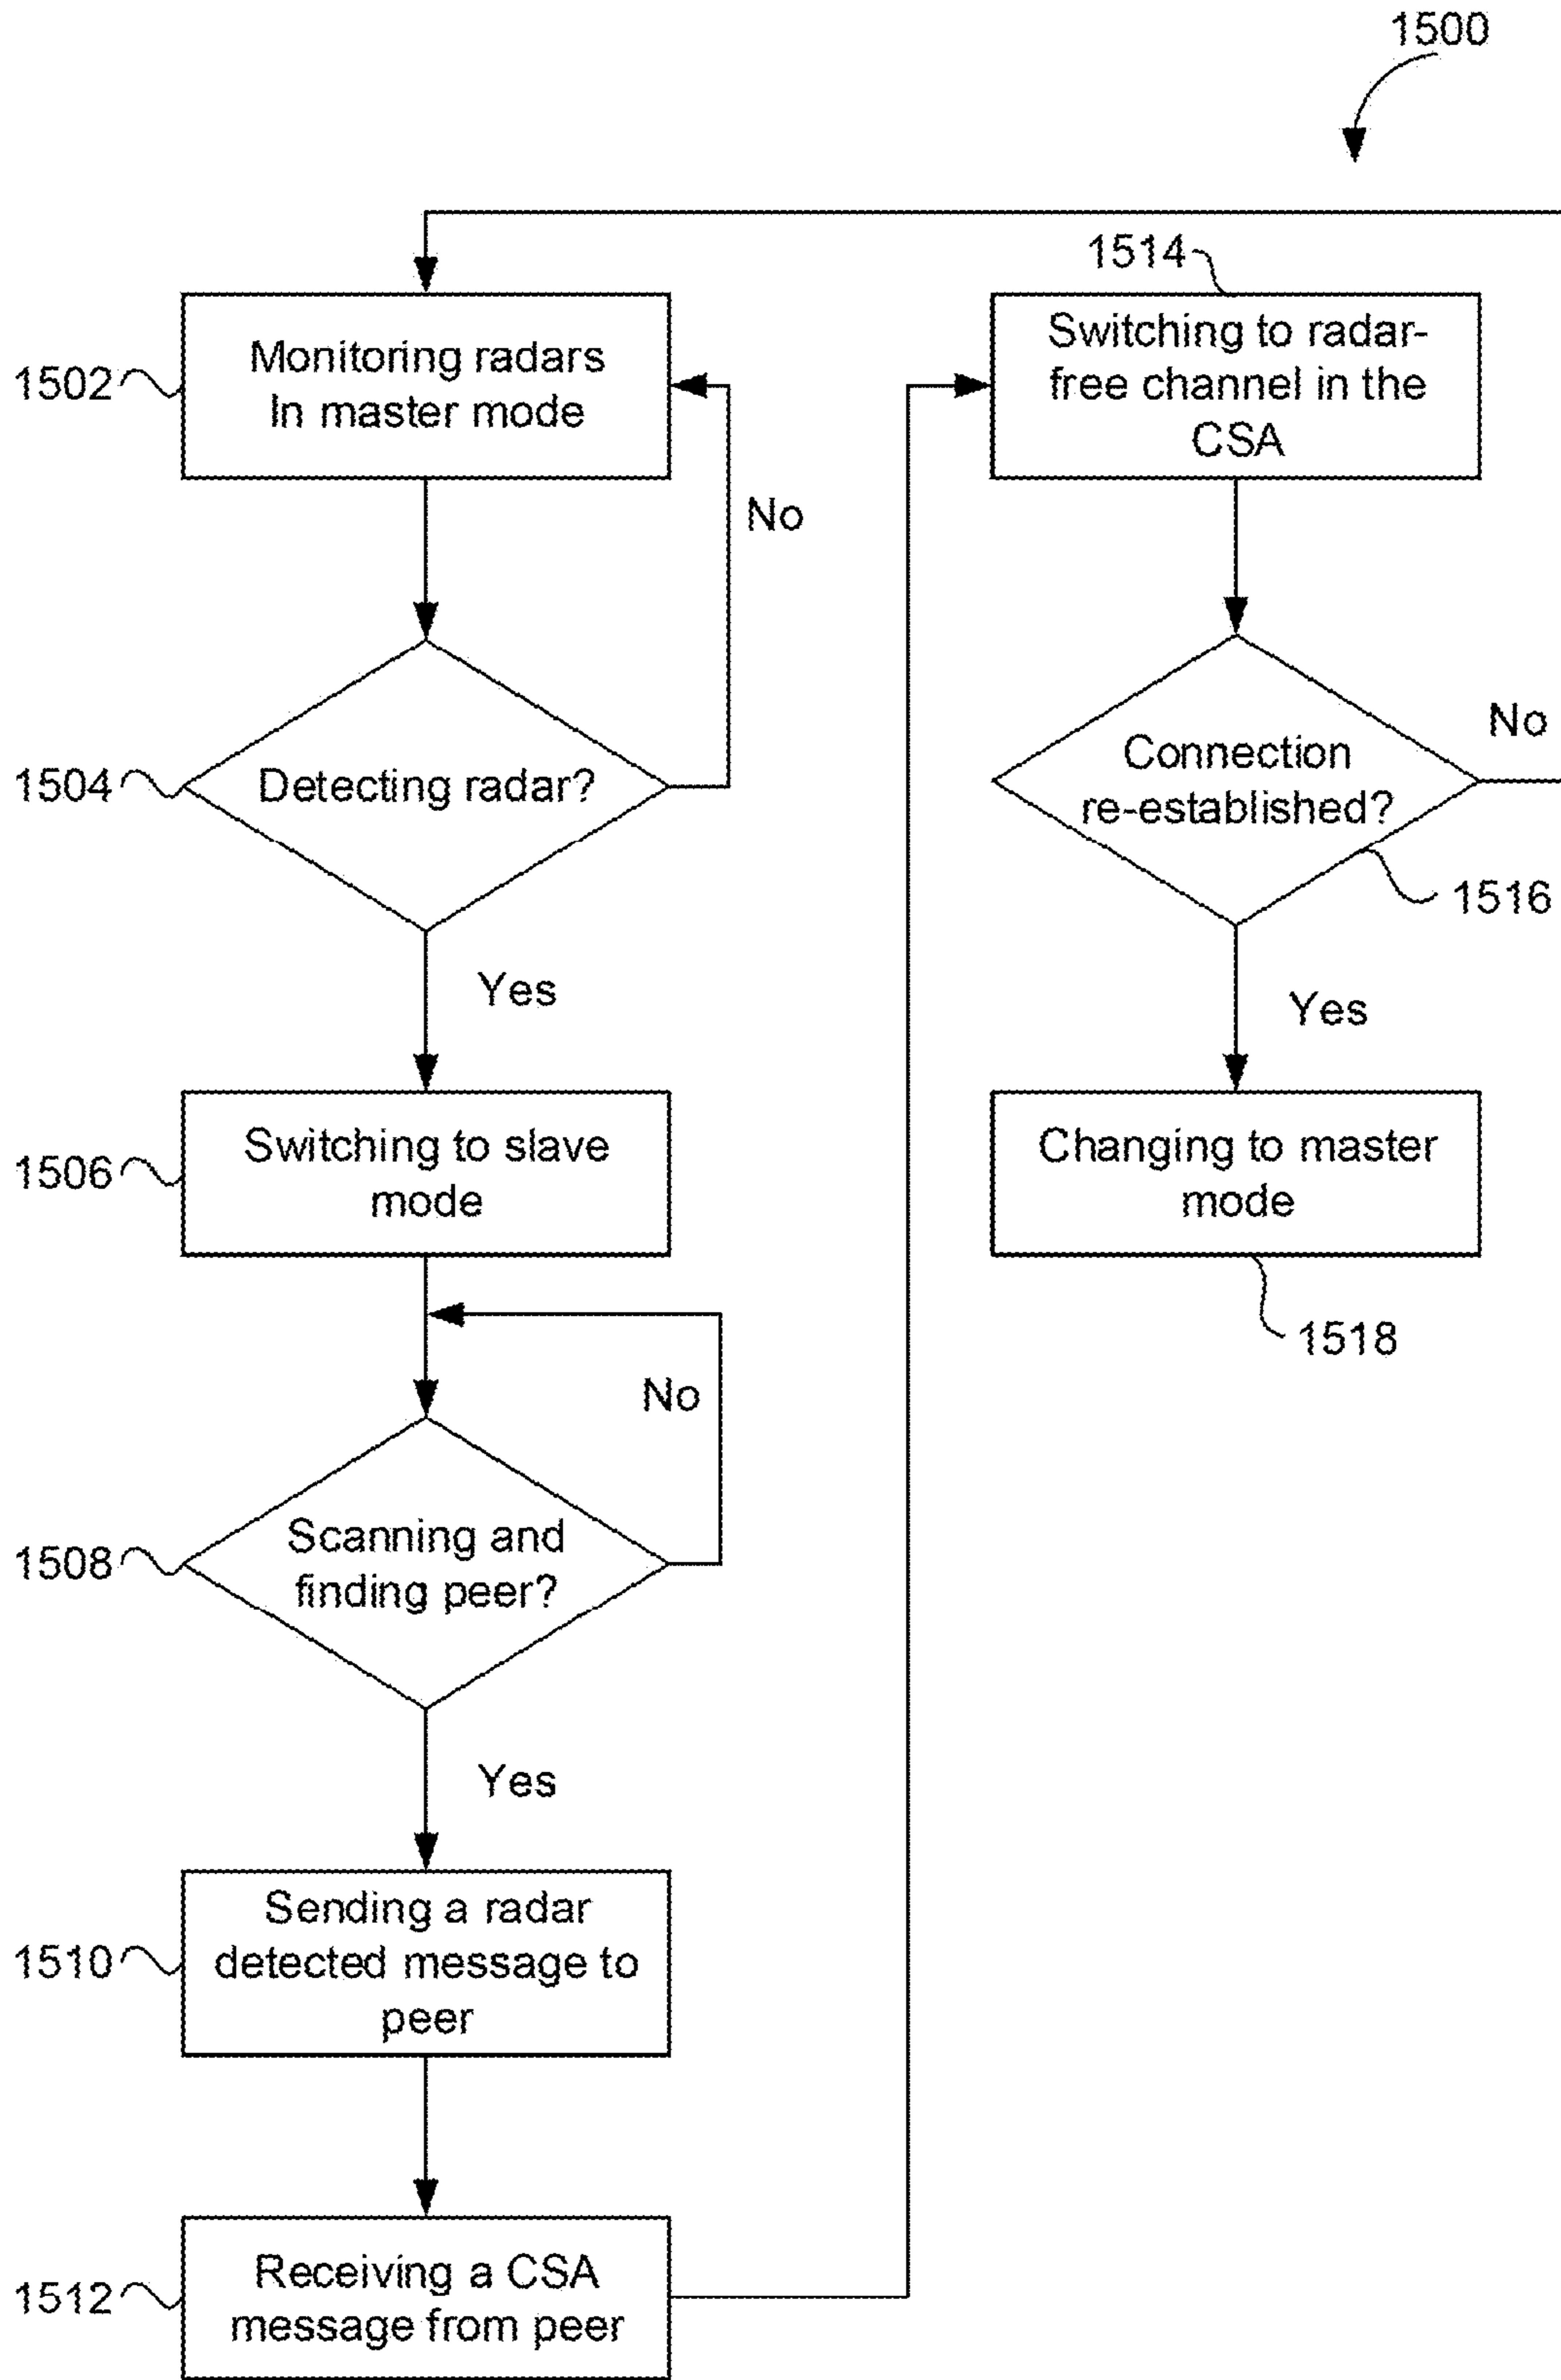 1500
1502
Monitoring radars
In master mode
No
1504
Detecting radar?
Yes
1506
Switching to slave
mode
No
1508
Scanning and
finding peer?
Yes
1510
Sending a radar
detected message to
peer
1512
Receiving a CSA
message from peer
1514
Switching to radar-
free channel in the
CSA
Connection
re-established?
No
1516
Yes
Changing to master
mode
1518